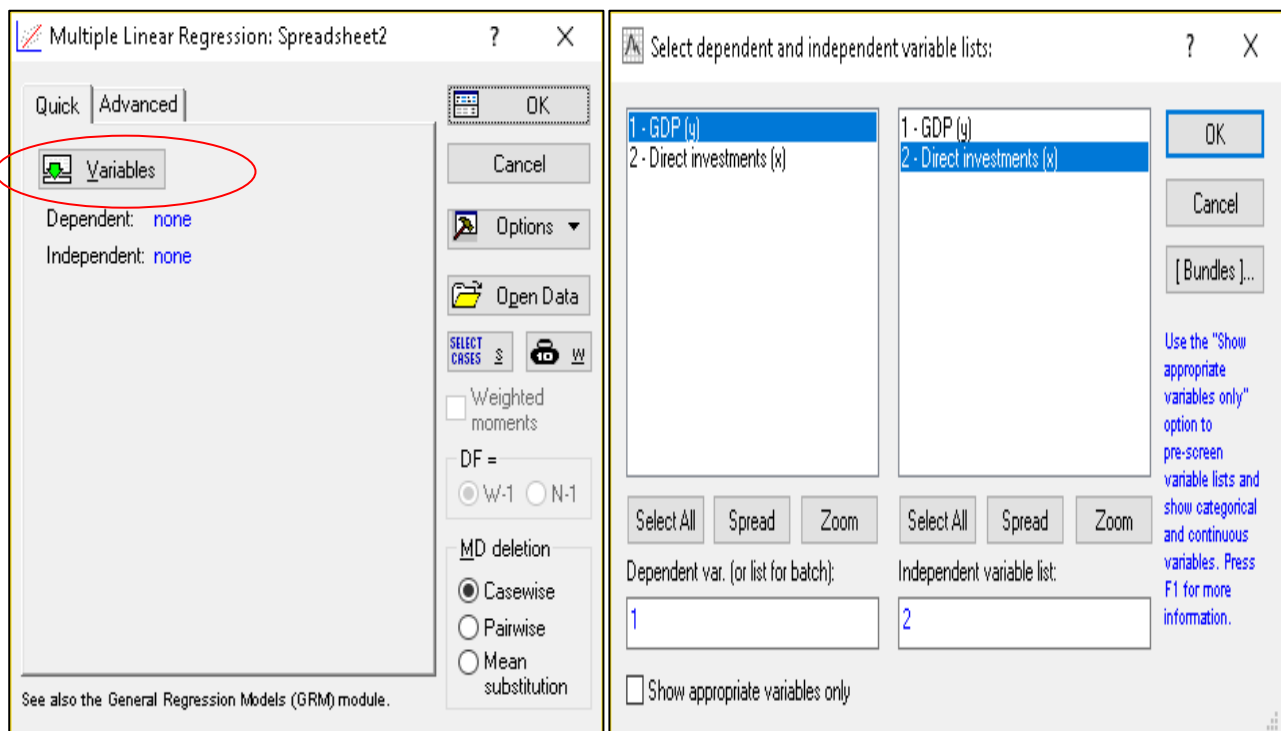 Multiple Linear Regression: Spreadsheet2 ?
Quick Advanced
Variables
Dependent: none
Independent: none
See also the General Regression Models (GRM) module.
OK
Cancel
Options
Open Data
SELECT
CASES S
W
Weighted
moments
DF =
W-1 N-1
MD deletion
Casewise
Pairwise
Mean
substitution
Select dependent and independent variable lists: ?
1 - GDP (y)
2 - Direct investments (x)
1 - GDP (y)
2 - Direct investments (x)
Select All Spread Zoom
Select All Spread Zoom
Dependent var. (or list for batch):
1
Independent variable list:
2
Show appropriate variables only
OK
Cancel
[ Bundles ]...
Use the "Show
appropriate
variables only"
option to
pre-screen
variable lists and
show categorical
and continuous
variables. Press
F1 for more
information.